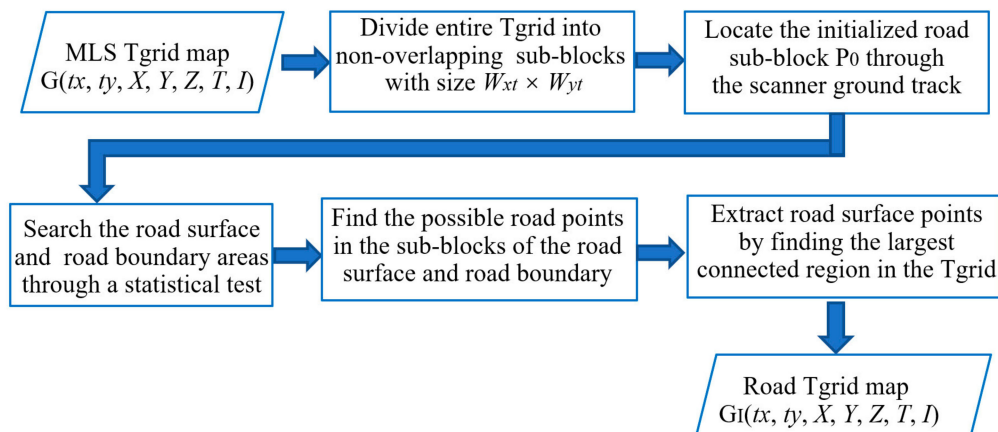 MLS Tgrid map
G(tx, ty, X, Y, Z, T, I)
Divide entire Tgrid into
non-overlapping sub-blocks
with size Wxt × Wyt
Locate the initialized road
sub-block P0 through
the scanner ground track
Search the road surface
and road boundary areas
through a statistical test
Find the possible road points
in the sub-blocks of the road
surface and road boundary
Extract road surface points
by finding the largest
connected region in the Tgrid
Road Tgrid map
GI(tx, ty, X, Y, Z, T, I)